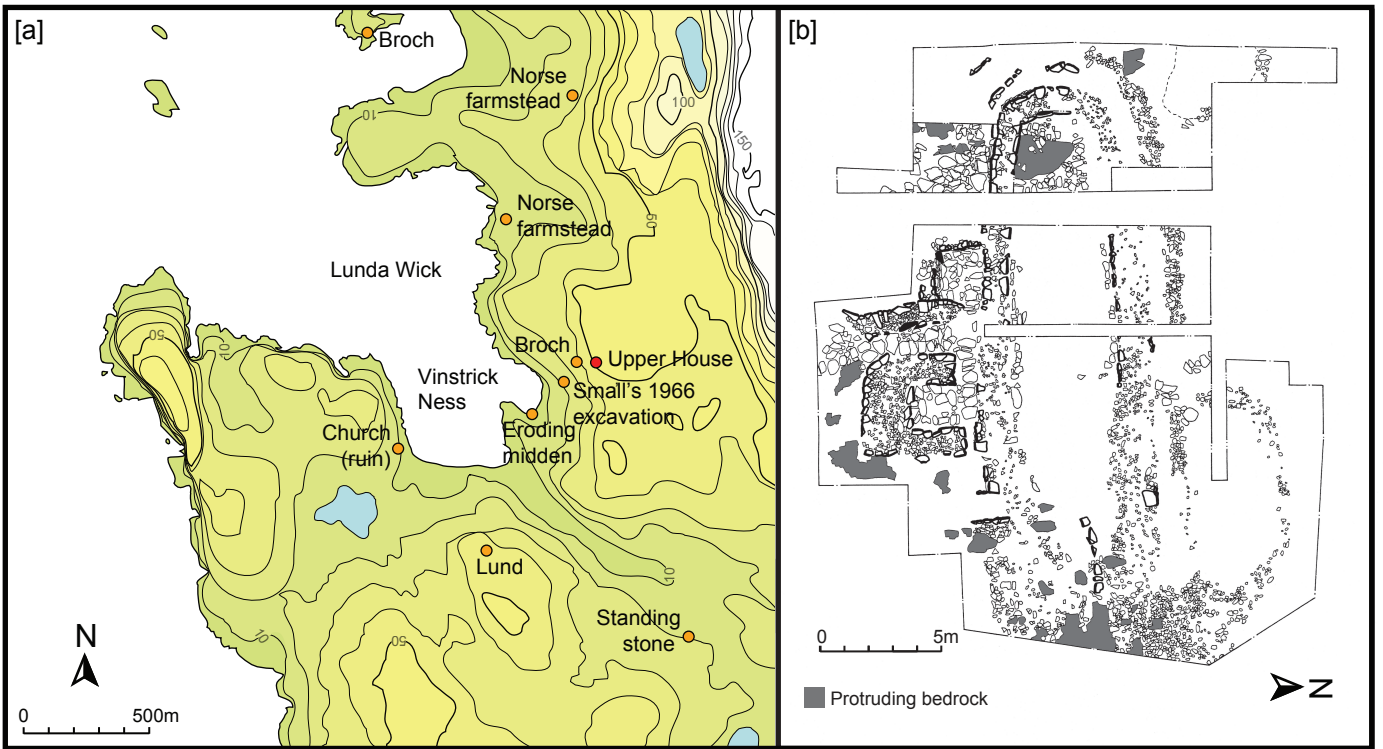 [a]
Broch
Norse
farmstead
100
150
10
Norse
farmstead
50
Lunda Wick
50
10
Broch
Upper House
Vinstrick
Ness
Small's 1966
excavation
Eroding
midden
Church
(ruin)
Lund
10
Standing
stone
10
50
N
0
500m
[b]
0
5m
Protruding bedrock
N